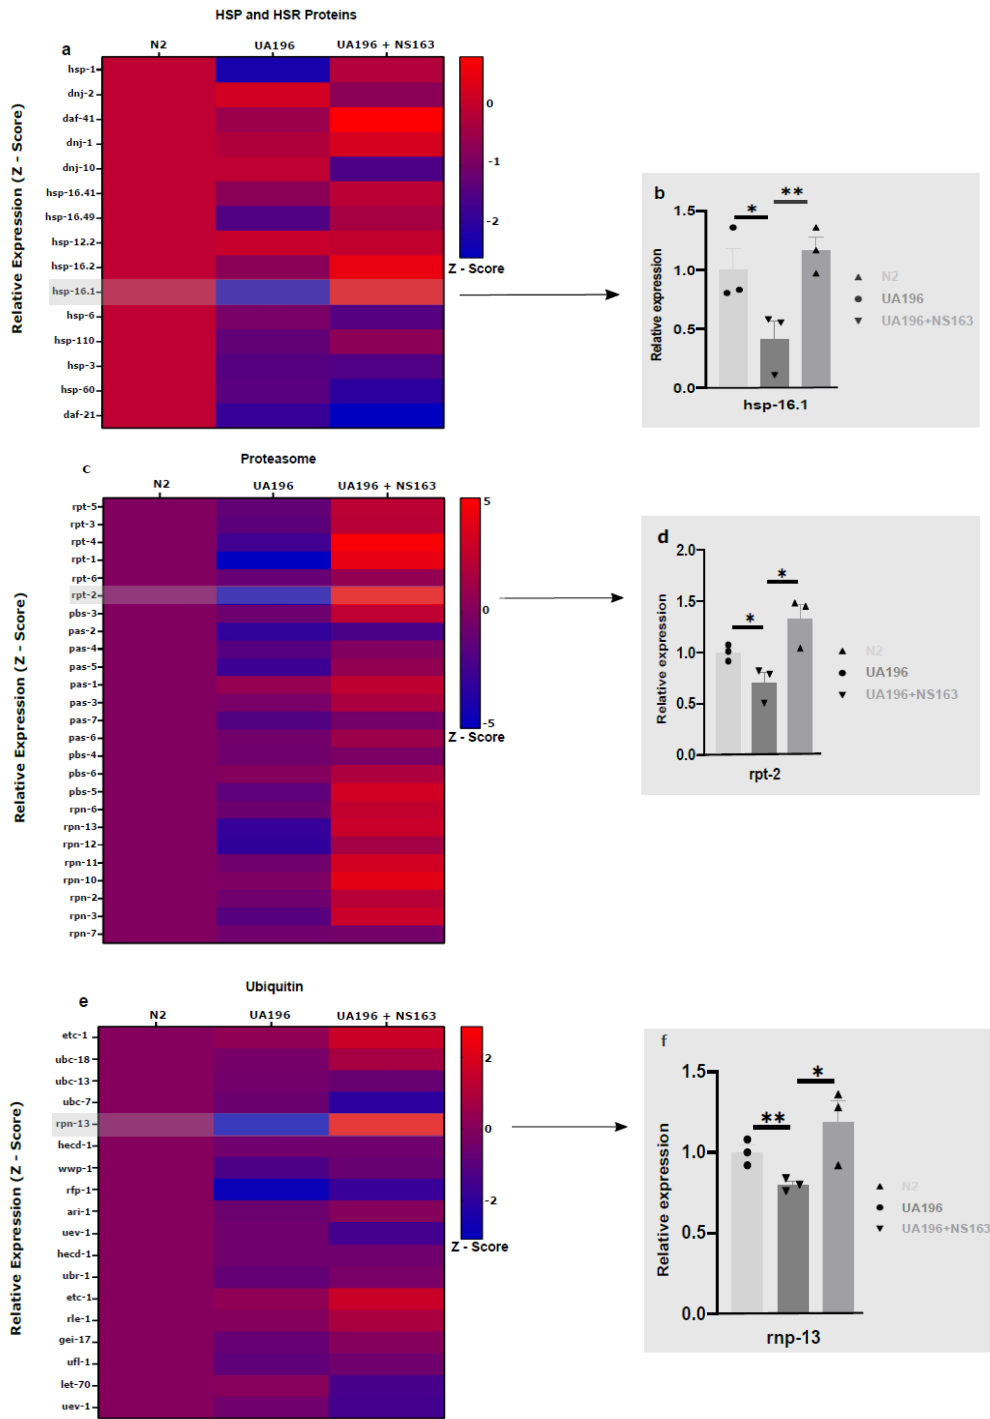 HSP and HSR Proteins
a
N2 UA196 UA196 + NS163
Relative Expression (Z - Score)
hsp-1
dnj-2
daf-41
dnj-1
dnj-10
hsp-16.41
hsp-16.49
hsp-12.2
hsp-16.2
hsp-16.1
hsp-6
hsp-110
hsp-3
hsp-60
daf-21
0
-1
-2
Z - Score
b
Relative expression
1.5
1.0
0.5
0.0
* **
hsp-16.1
N2
UA196
UA196+NS163
c
Proteasome
N2 UA196 UA196 + NS163
Relative Expression (Z - Score)
rpt-5
rpt-3
rpt-4
rpt-1
rpt-6
rpt-2
pbs-3
pas-2
pas-4
pas-5
pas-1
pas-3
pas-7
pas-6
pbs-4
pbs-6
pbs-5
rpn-6
rpn-13
rpn-12
rpn-11
rpn-10
rpn-2
rpn-3
rpn-7
5
0
-5
Z - Score
d
Relative expression
2.0
1.5
1.0
0.5
0.0
* *
rpt-2
N2
UA196
UA196+NS163
e
Ubiquitin
N2 UA196 UA196 + NS163
Relative Expression (Z - Score)
etc-1
ubc-18
ubc-13
ubc-7
rpn-13
hecd-1
wwp-1
rfp-1
ari-1
uev-1
hecd-1
ubr-1
etc-1
rle-1
gei-17
ufl-1
let-70
uev-1
2
0
-2
Z - Score
f
Relative expression
1.5
1.0
0.5
0.0
** *
rnp-13
N2
UA196
UA196+NS163